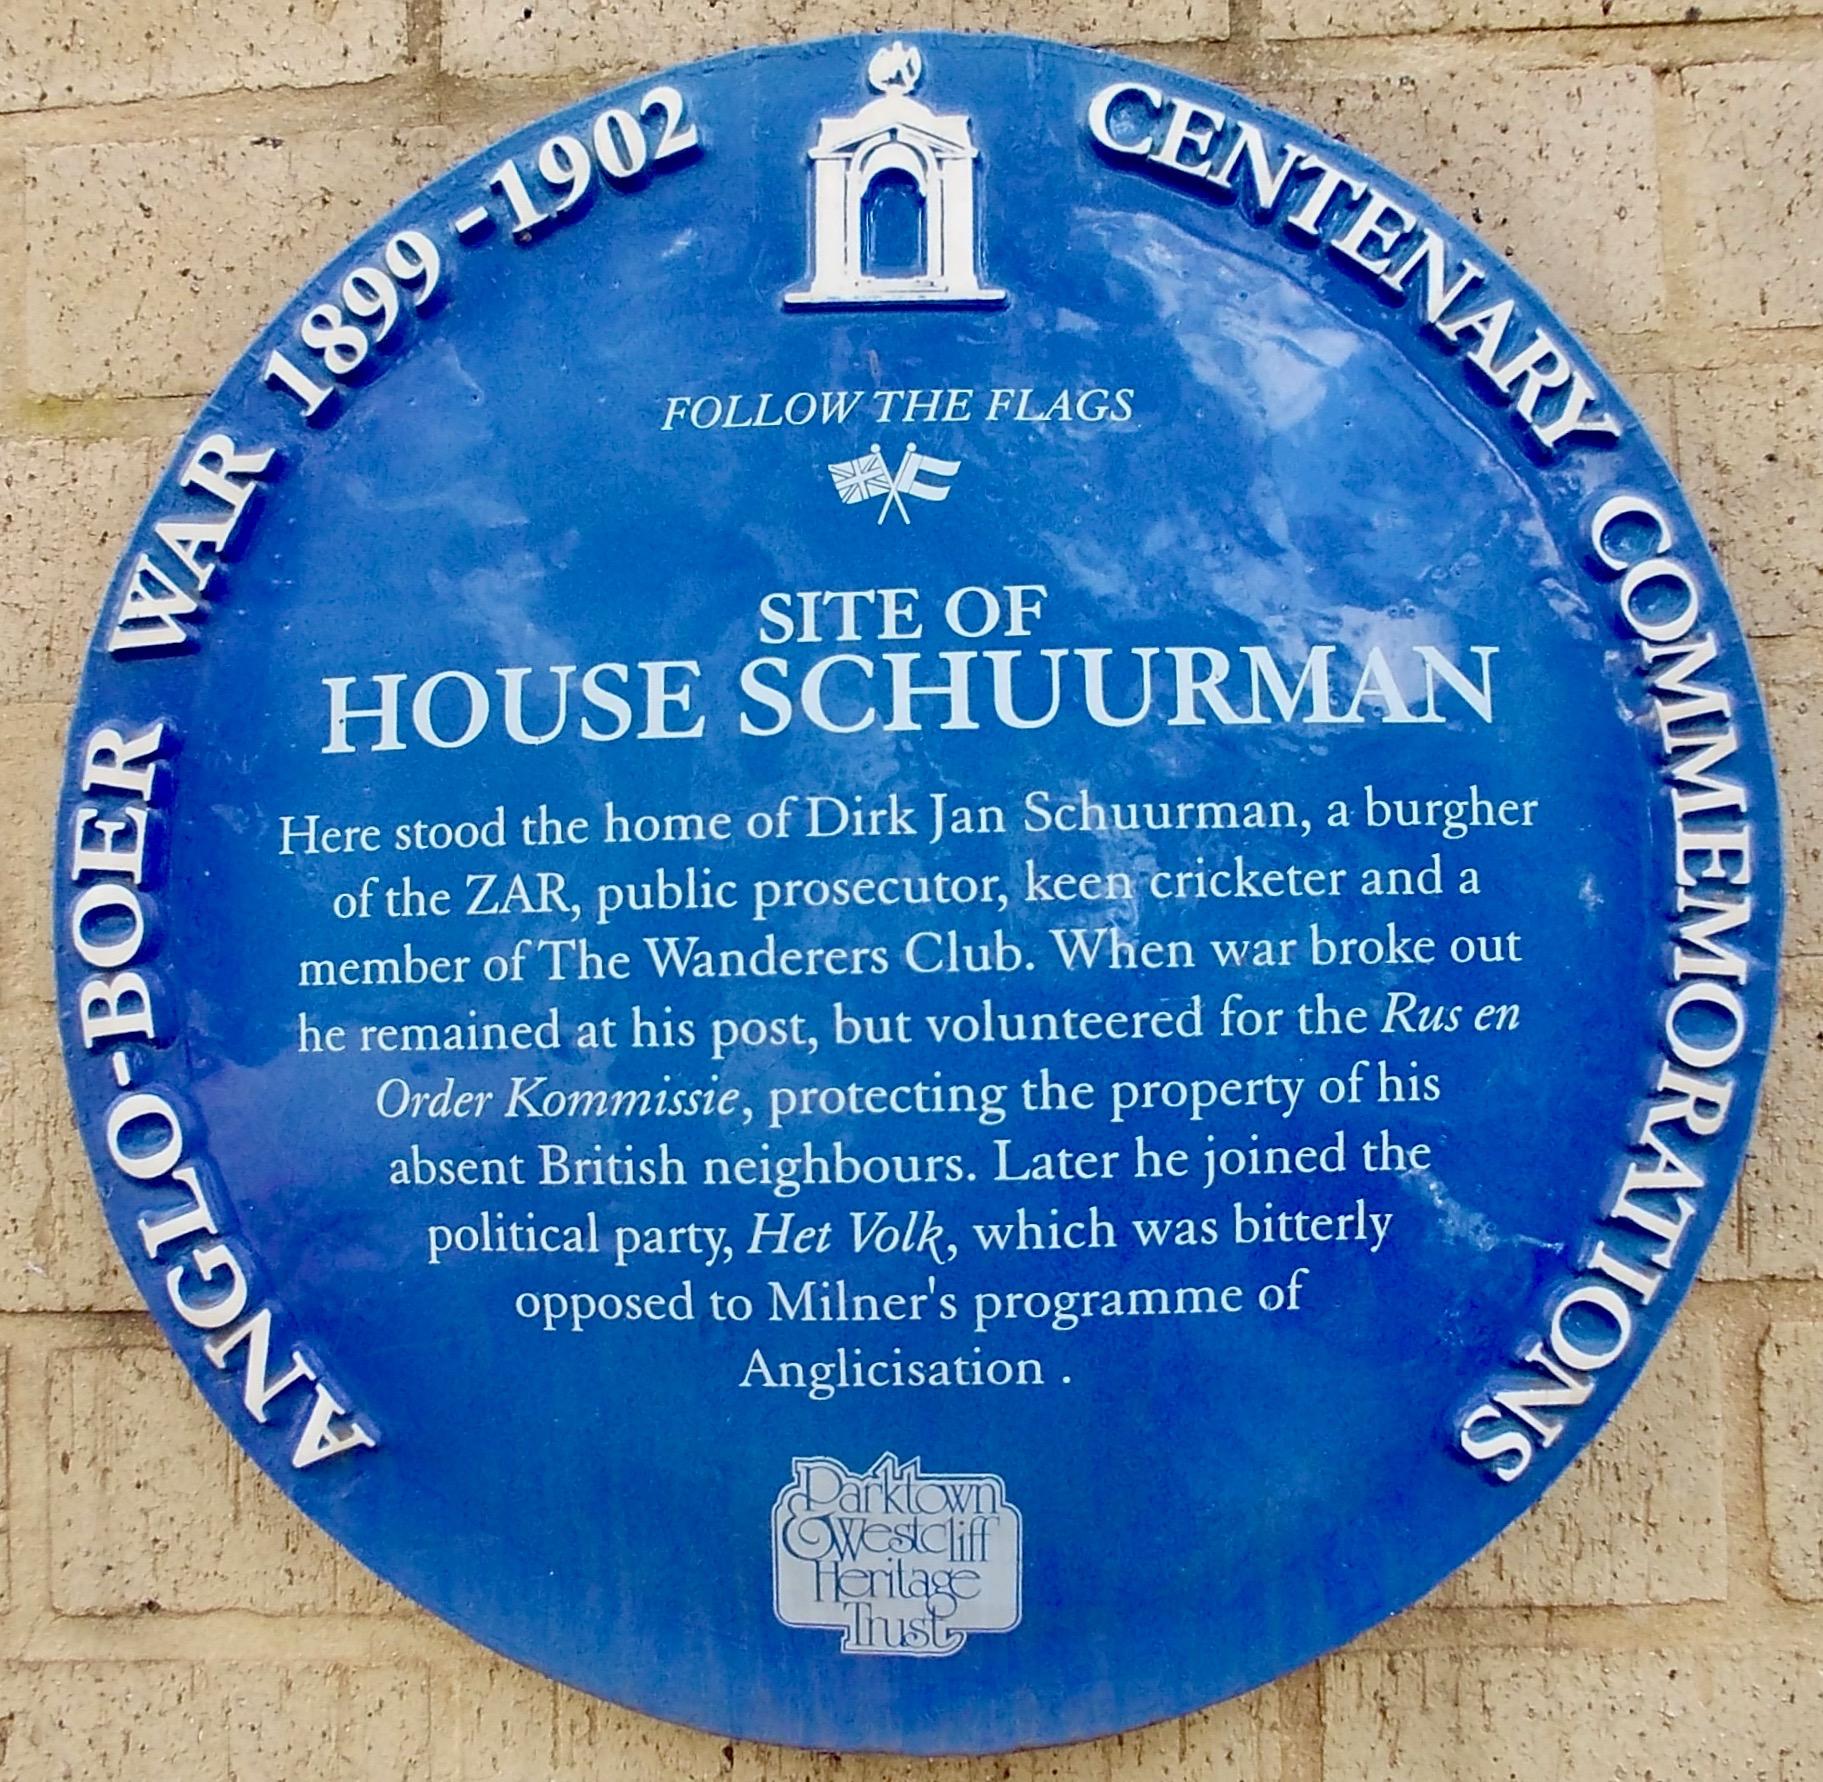 ANGLO-BOER WAR 1899-1902
CENTENARY COMMEMORATIONS
FOLLOW THE FLAGS
SITE OF
HOUSE SCHUURMAN
Here stood the home of Dirk Jan Schuurman, a burgher
of the ZAR, public prosecutor, keen cricketer and a
member of The Wanderers Club. When war broke out
he remained at his post, but volunteered for the Rus en
Order Kommissie, protecting the property of his
absent British neighbours. Later he joined the
political party, Het Volk, which was bitterly
opposed to Milner's programme of
Anglicisation .
Parktown
& Westcliff
Heritage
Trust